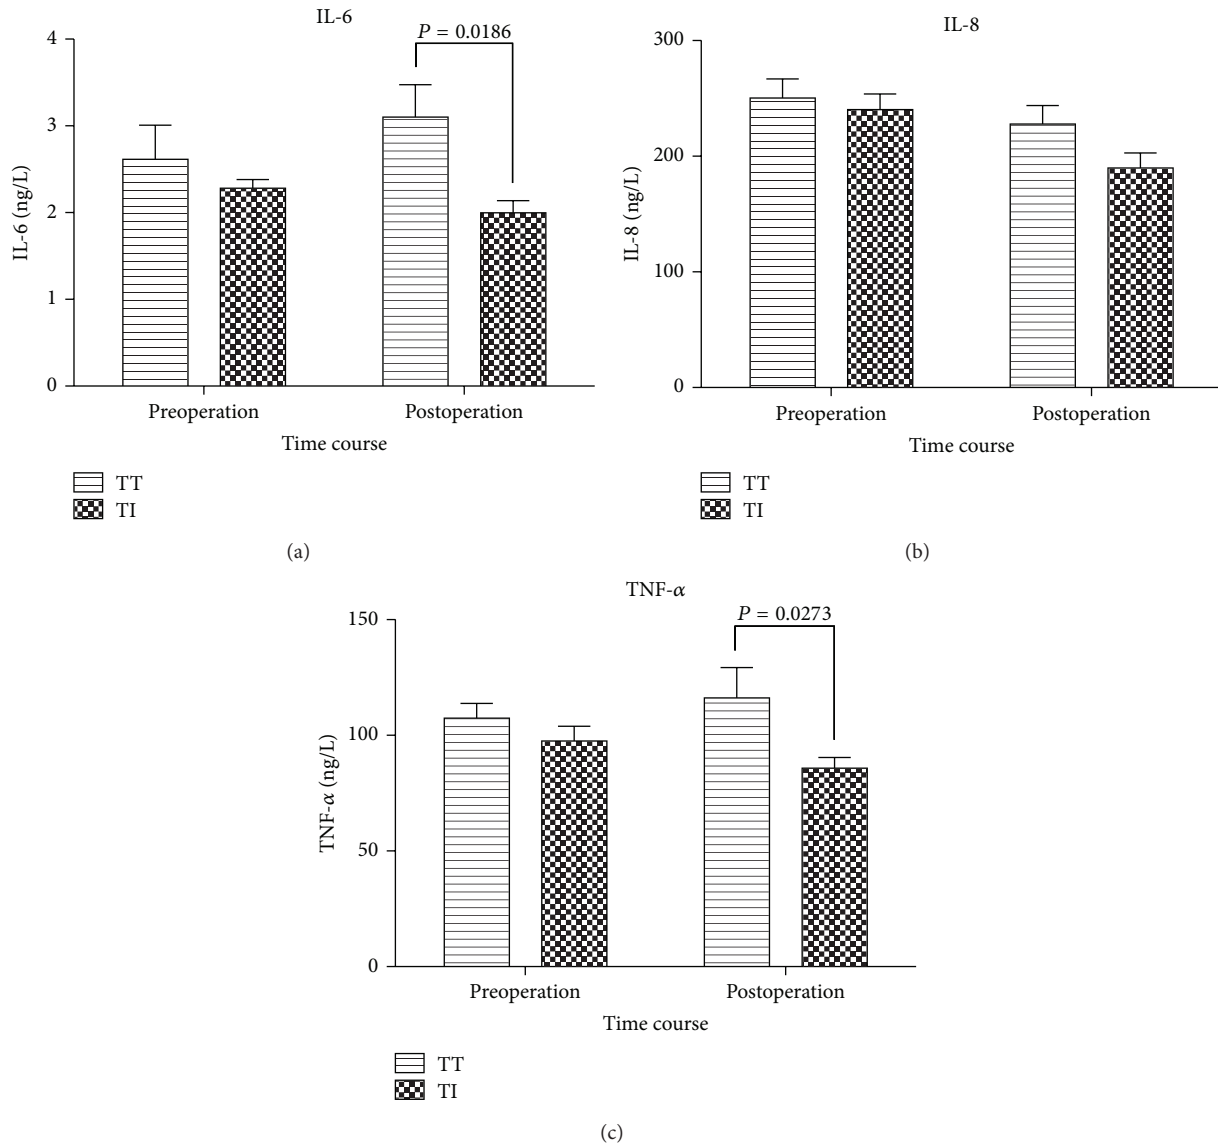 IL-6
P = 0.0186
4
3
2
1
0
IL-6 (ng/L)
Preoperation
Postoperation
Time course
TT
TI
(a)
IL-8
300
200
100
0
IL-8 (ng/L)
Preoperation
Postoperation
Time course
TT
TI
(b)
TNF-α
P = 0.0273
150
100
50
0
TNF-α (ng/L)
Preoperation
Postoperation
Time course
TT
TI
(c)